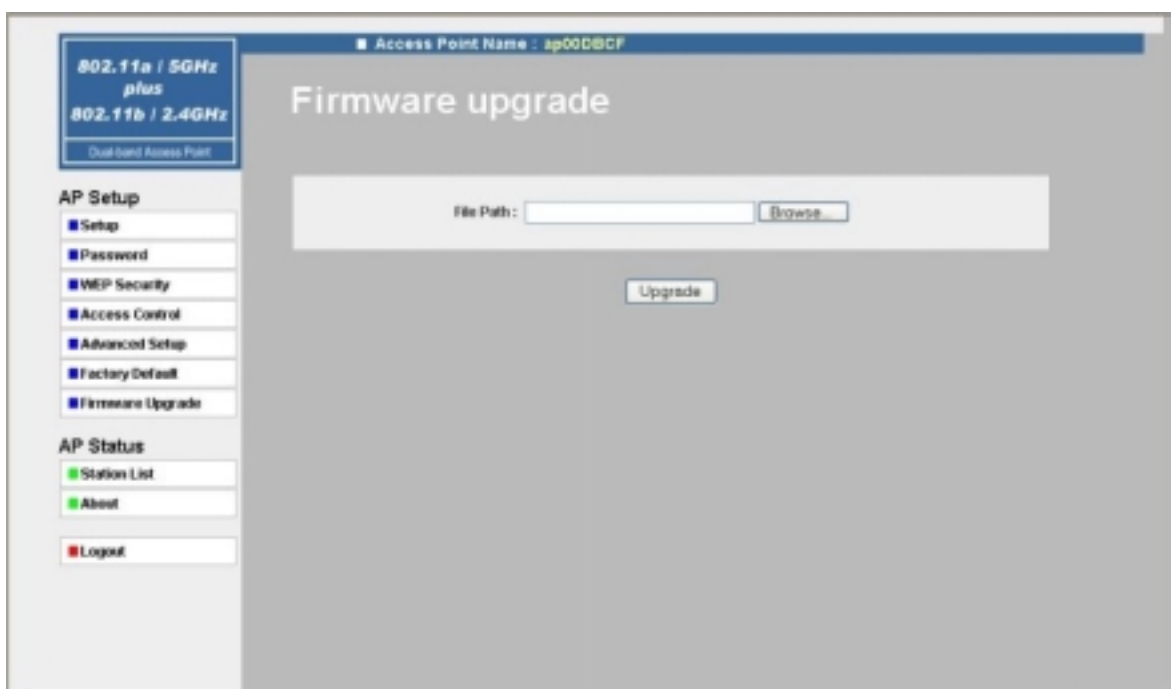 Access Point Name : ap00DBCF
802.11a / 5GHz
plus
802.11b / 2.4GHz
Dual-band Access Point
Firmware upgrade
File Path :
Browse...
Upgrade
AP Setup
Setup
Password
WEP Security
Access Control
Advanced Setup
Factory Default
Firmware Upgrade
AP Status
Station List
About
Logout